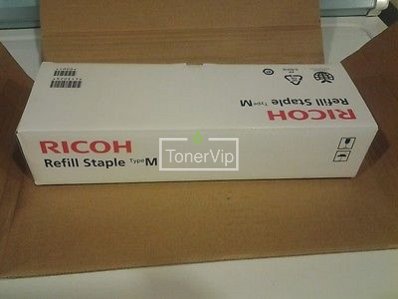 RICOH
Refill Staple Type M
TonerVip
RICOH
Refill Staple Type M